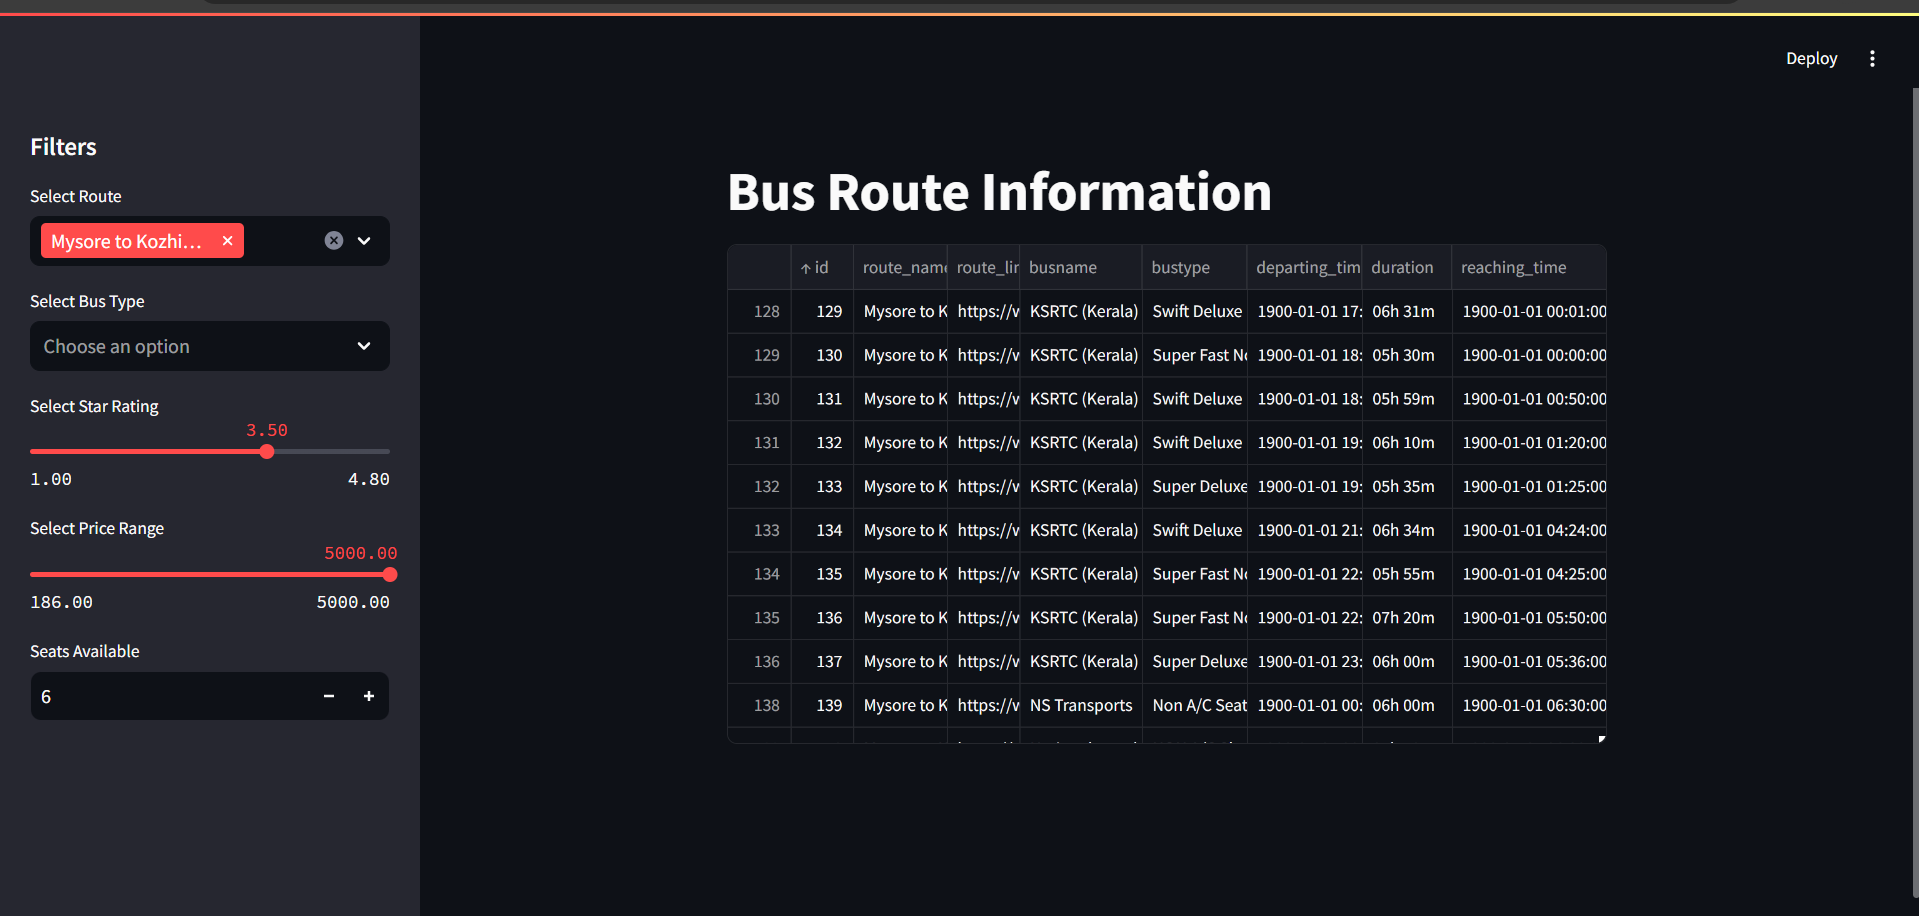 Deploy
Filters
Select Route
Mysore to Kozhi...
Select Bus Type
Choose an option
Select Star Rating
3.50
1.00 4.80
Select Price Range
5000.00
186.00 5000.00
Seats Available
6
Bus Route Information
↑ id route_name route_lin busname bustype departing_tim duration reaching_time
128 129 Mysore to K https://w KSRTC (Kerala) Swift Deluxe 1900-01-01 17: 06h 31m 1900-01-01 00:01:00
129 130 Mysore to K https://w KSRTC (Kerala) Super Fast No 1900-01-01 18: 05h 30m 1900-01-01 00:00:00
130 131 Mysore to K https://w KSRTC (Kerala) Swift Deluxe 1900-01-01 18: 05h 59m 1900-01-01 00:50:00
131 132 Mysore to K https://w KSRTC (Kerala) Swift Deluxe 1900-01-01 19: 06h 10m 1900-01-01 01:20:00
132 133 Mysore to K https://w KSRTC (Kerala) Super Deluxe 1900-01-01 19: 05h 35m 1900-01-01 01:25:00
133 134 Mysore to K https://w KSRTC (Kerala) Swift Deluxe 1900-01-01 21: 06h 34m 1900-01-01 04:24:00
134 135 Mysore to K https://w KSRTC (Kerala) Super Fast No 1900-01-01 22: 05h 55m 1900-01-01 04:25:00
135 136 Mysore to K https://w KSRTC (Kerala) Super Fast No 1900-01-01 22: 07h 20m 1900-01-01 05:50:00
136 137 Mysore to K https://w KSRTC (Kerala) Super Deluxe 1900-01-01 23: 06h 00m 1900-01-01 05:36:00
138 139 Mysore to K https://w NS Transports Non A/C Seat 1900-01-01 00: 06h 00m 1900-01-01 06:30:00